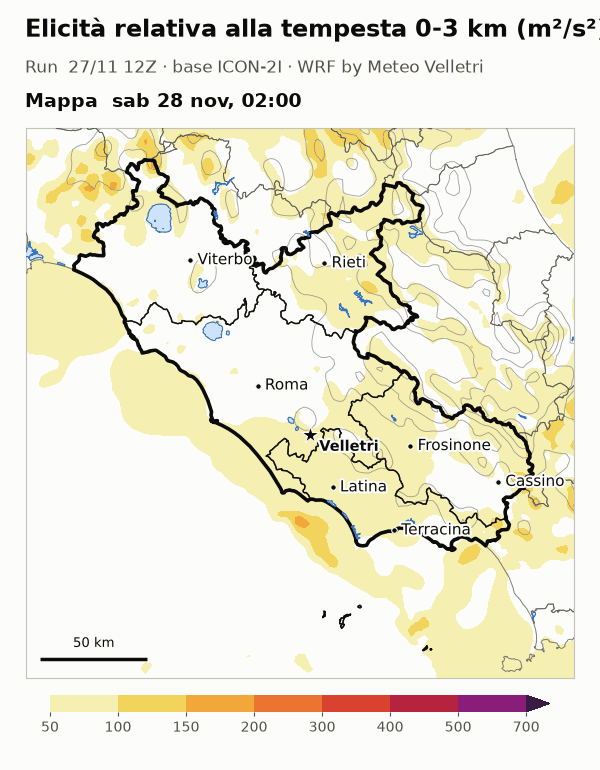 Elicità relativa alla tempesta 0-3 km (m²/s²)
Run 27/11 12Z · base ICON-2I · WRF by Meteo Velletri
Mappa sab 28 nov, 02:00
Viterbo
Rieti
Roma
Velletri
Frosinone
Cassino
Latina
Terracina
50 km
50 100 150 200 300 400 500 700